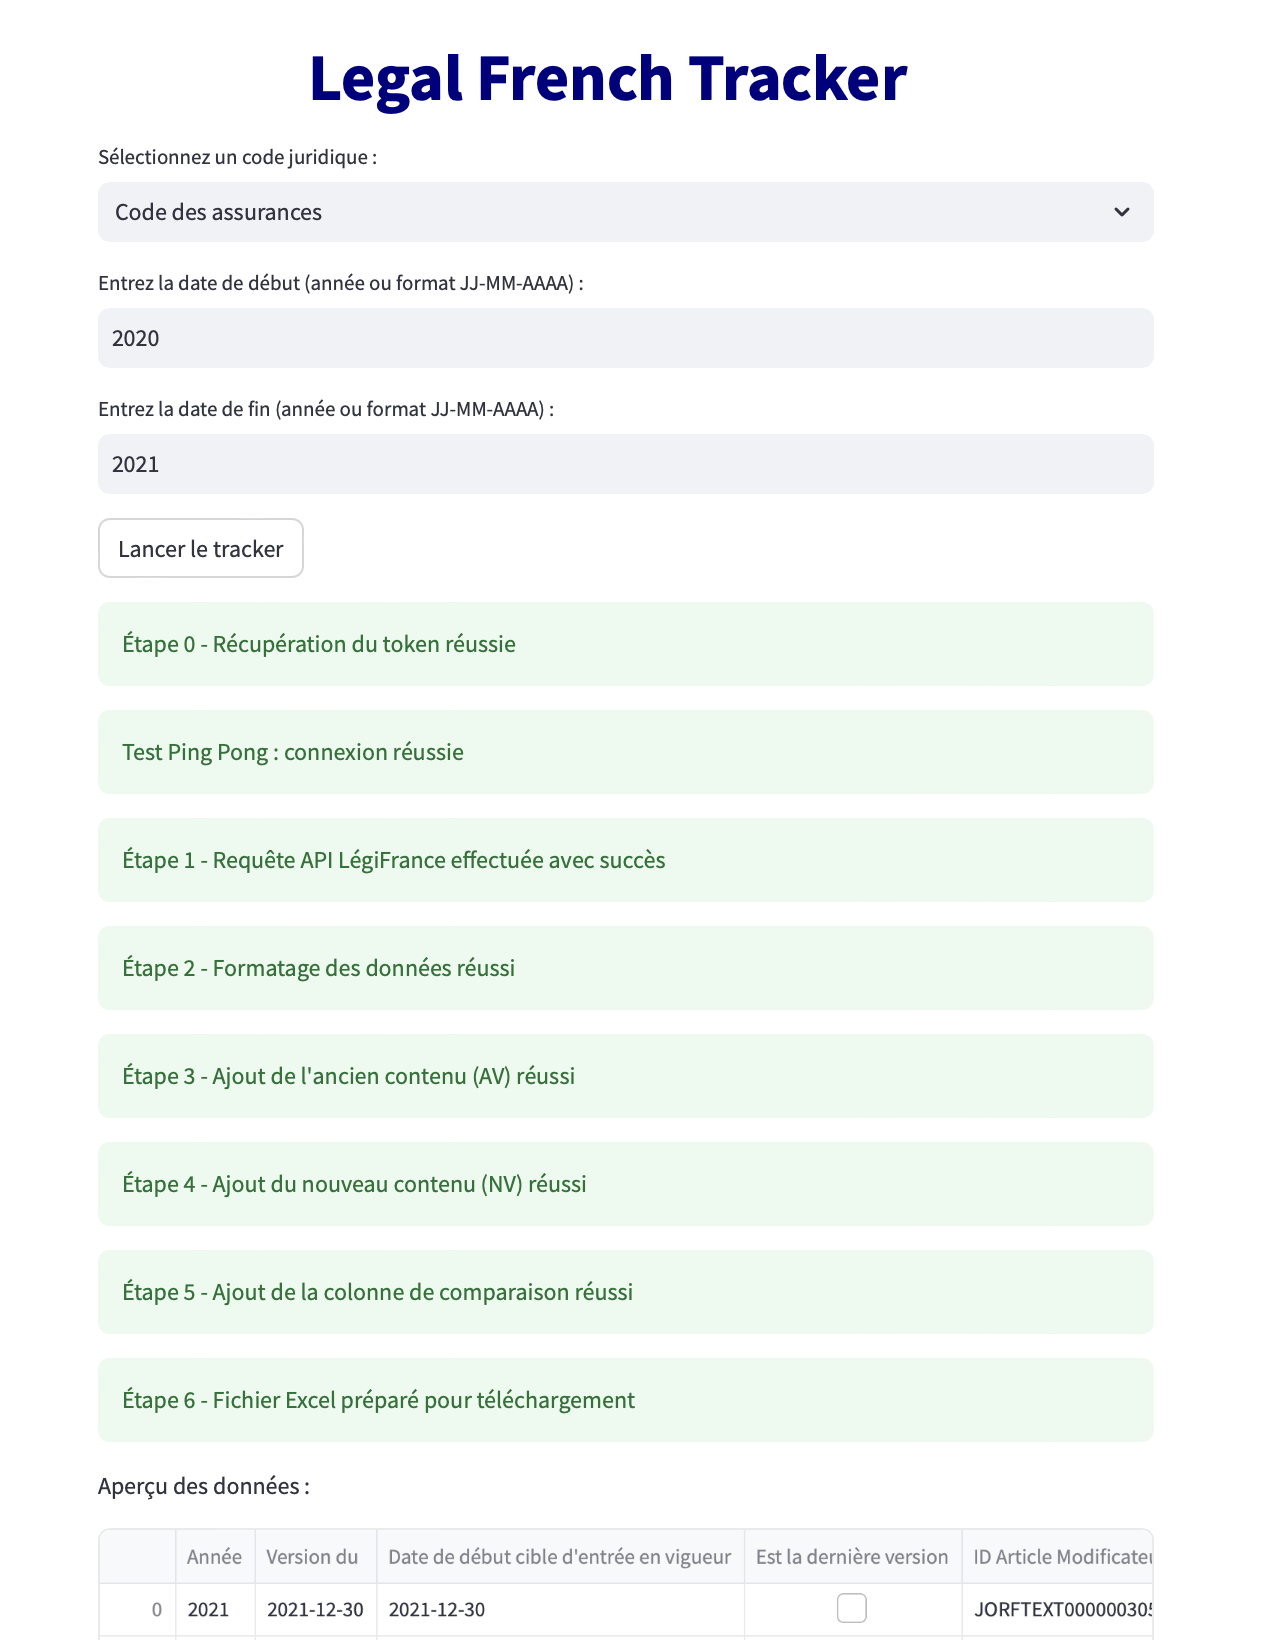 Legal French Tracker
Sélectionnez un code juridique :
Code des assurances
Entrez la date de début (année ou format JJ-MM-AAAA) :
2020
Entrez la date de fin (année ou format JJ-MM-AAAA) :
2021
Lancer le tracker
Étape 0 - Récupération du token réussie
Test Ping Pong : connexion réussie
Étape 1 - Requête API LégiFrance effectuée avec succès
Étape 2 - Formatage des données réussi
Étape 3 - Ajout de l'ancien contenu (AV) réussi
Étape 4 - Ajout du nouveau contenu (NV) réussi
Étape 5 - Ajout de la colonne de comparaison réussi
Étape 6 - Fichier Excel préparé pour téléchargement
Aperçu des données :
Année Version du Date de début cible d'entrée en vigueur Est la dernière version ID Article
0 2021 2021-12-30 2021-12-30